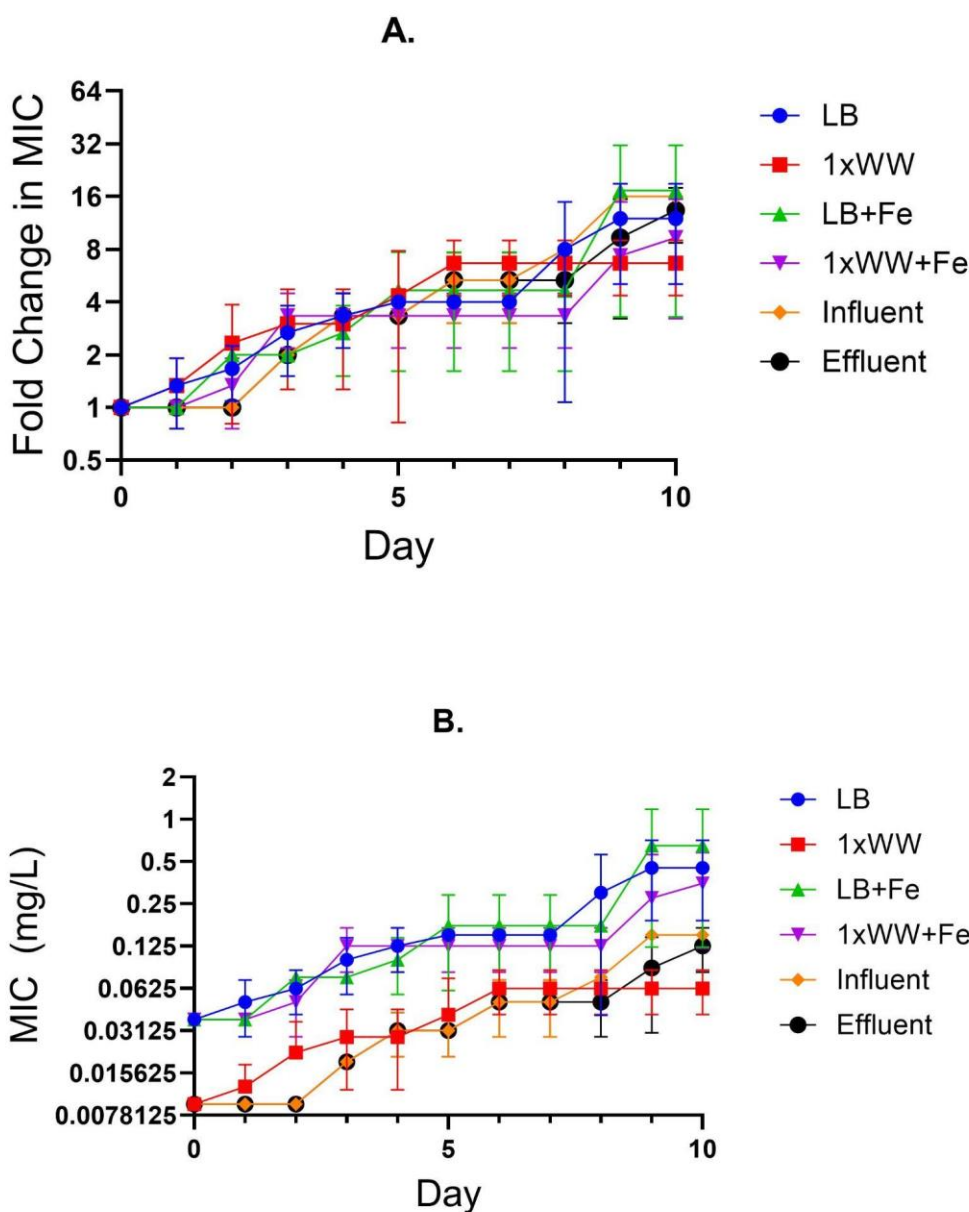 A.
Fold Change in MIC
64
32
16
8
4
2
1
0.5
0
5
10
Day
LB
1xWW
LB+Fe
1xWW+Fe
Influent
Effluent
B.
MIC (mg/L)
2
1
0.5
0.25
0.125
0.0625
0.03125
0.015625
0.0078125
0
5
10
Day
LB
1xWW
LB+Fe
1xWW+Fe
Influent
Effluent